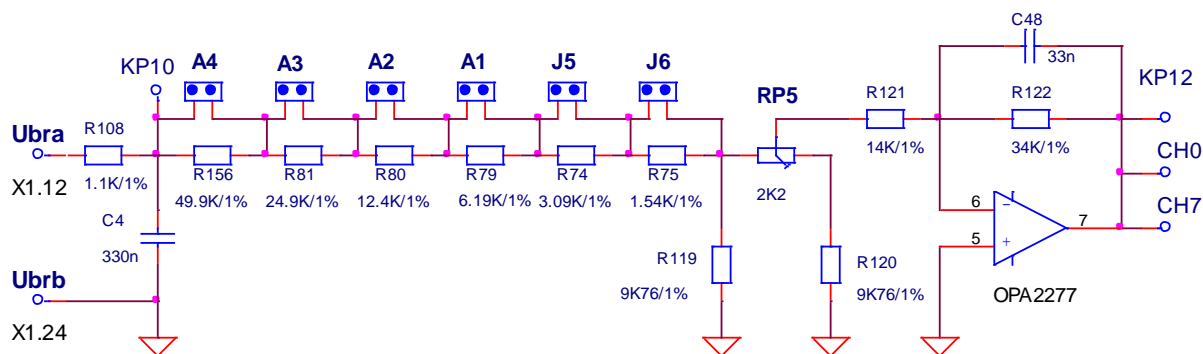 C48
33n
A4 A3 A2 A1 J5 J6
KP10
KP12
RP5
R121
R122
Ubra
R108
CH0
14K/1%
34K/1%
X1.12
1.1K/1%
R156 R81 R80 R79 R74 R75
2K2
49.9K/1% 24.9K/1% 12.4K/1% 6.19K/1% 3.09K/1% 1.54K/1%
CH7
C4
6
-
7
5
+
330n
R119
R120
Ubrb
9K76/1%
9K76/1%
OPA2277
X1.24